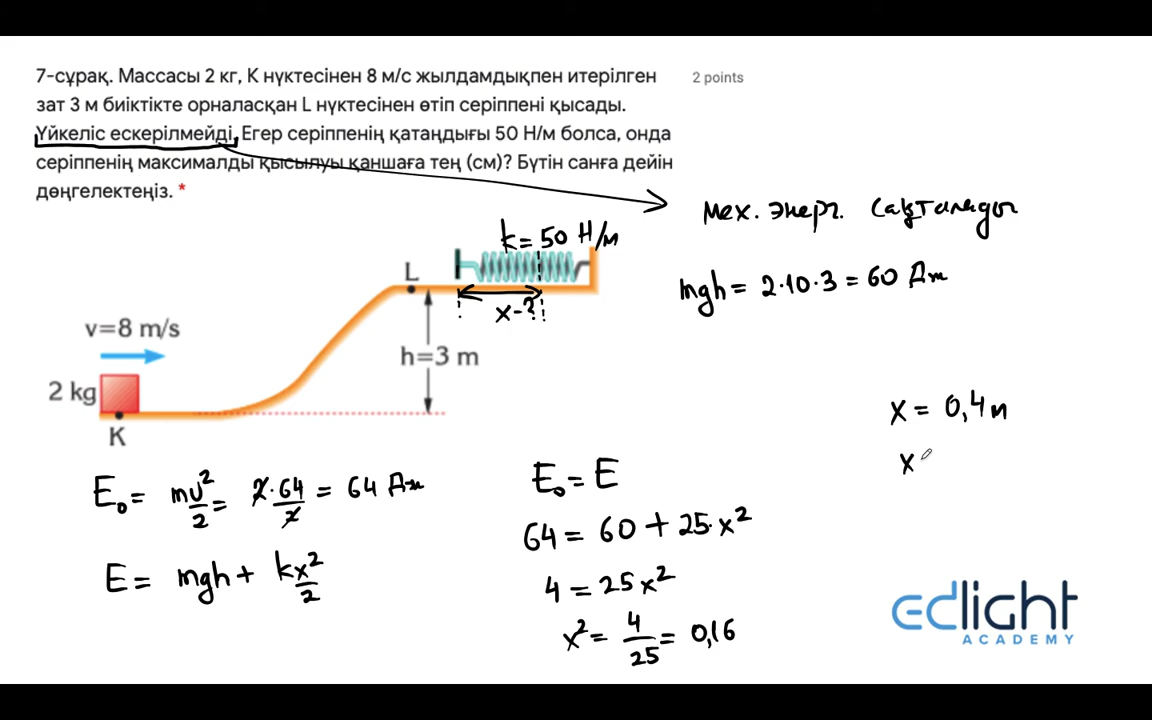 7-сұрақ. Массасы 2 кг, К нүктесінен 8 м/с жылдамдықпен итерілген
2 points
зат 3 м биіктікте орналасқан L нүктесінен өтіп серіппені қысады.
Үйкеліс ескерілмейді. Егер серіппенің қатаңдығы 50 Н/м болса, онда
серіппенің максималды қысылуы қаншаға тең (см)? Бүтін санға дейін
дөңгелектеңіз. *
мех. энерг. сақталады
k = 50 Н/м
mgh = 2·10·3 = 60 Дж
L
x-?
v=8 m/s
h=3 m
2 kg
K
x = 0,4 м
x
E₀ = mυ²/2 = 2·64/2 = 64 Дж
E = mgh + kx²/2
E₀ = E
64 = 60 + 25·x²
4 = 25x²
x² = 4/25 = 0,16
edlight
ACADEMY